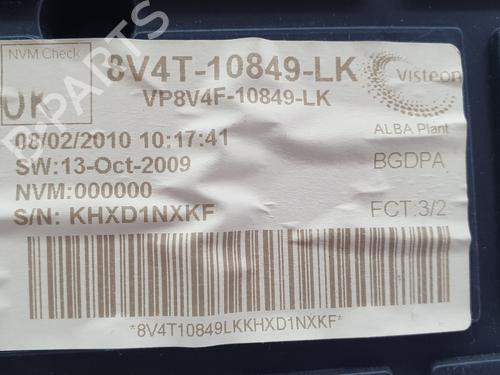 NVM Check
OK
8V4T-10849-LK
VP8V4F-10849-LK
Visteon
08/02/2010 10:17:41
ALBA Plant
SW:13-Oct-2009
BGDPA
NVM:000000
S/N: KHXD1NXKF
FCT:3/2
*8V4T10849LKKHXD1NXKF*
B-PARTS